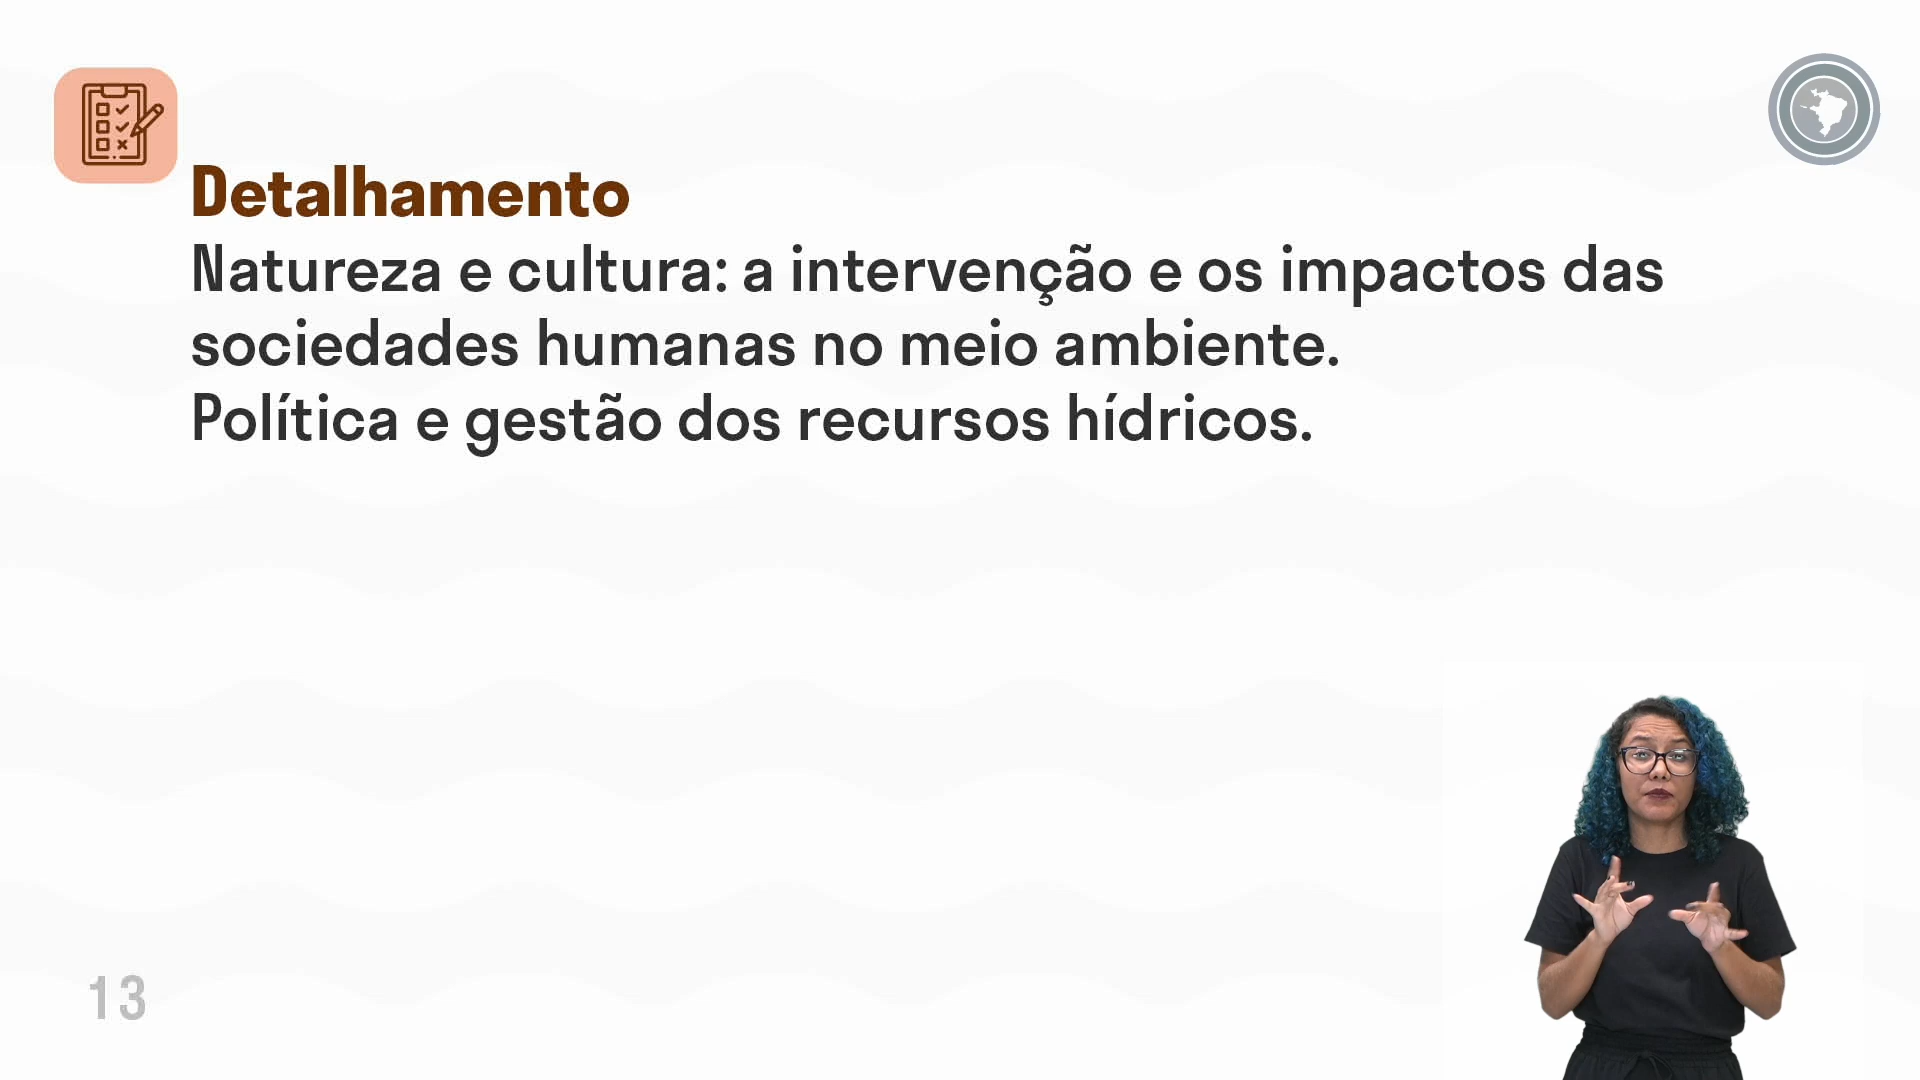 Detalhamento
Natureza e cultura: a intervenção e os impactos das
sociedades humanas no meio ambiente.
Política e gestão dos recursos hídricos.
13